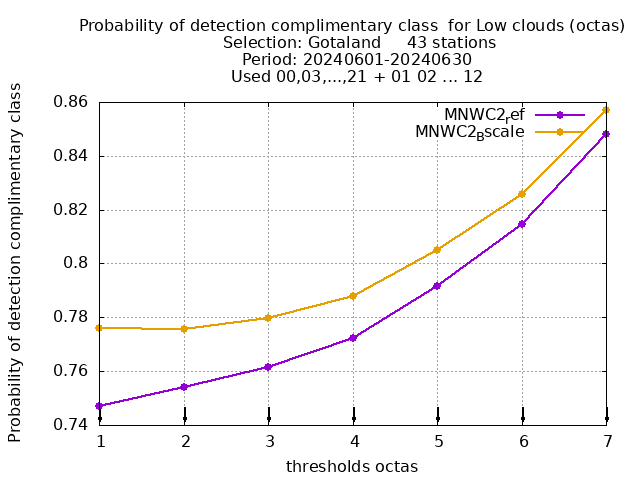 Probability of detection complimentary class  for Low clouds (octas)
Selection: Gotaland     43 stations
Period: 20240601-20240630
Used 00,03,...,21 + 01 02 ... 12
MNWC2ref
MNWC2Bscale
Probability of detection complimentary class
0.86
0.84
0.82
0.8
0.78
0.76
0.74
1 2 3 4 5 6 7
thresholds octas